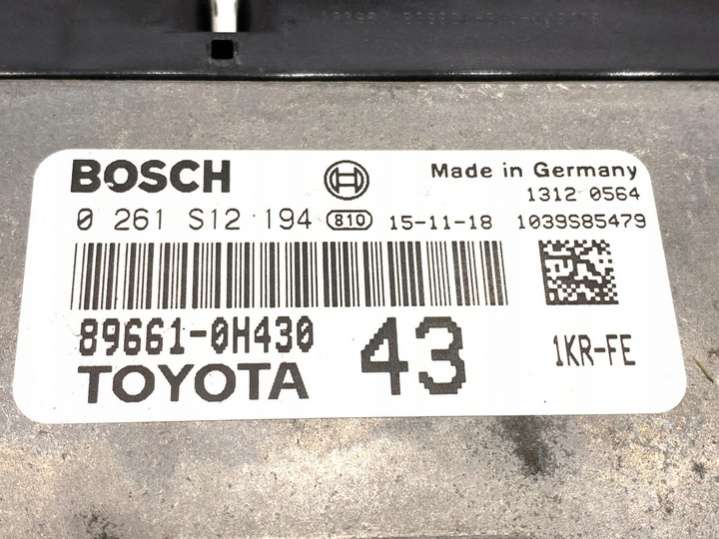 BOSCH Made in Germany
1312 0564
0 261 S12 194 810 15-11-18 1039S85479
89661-0H430 43 1KR-FE
TOYOTA